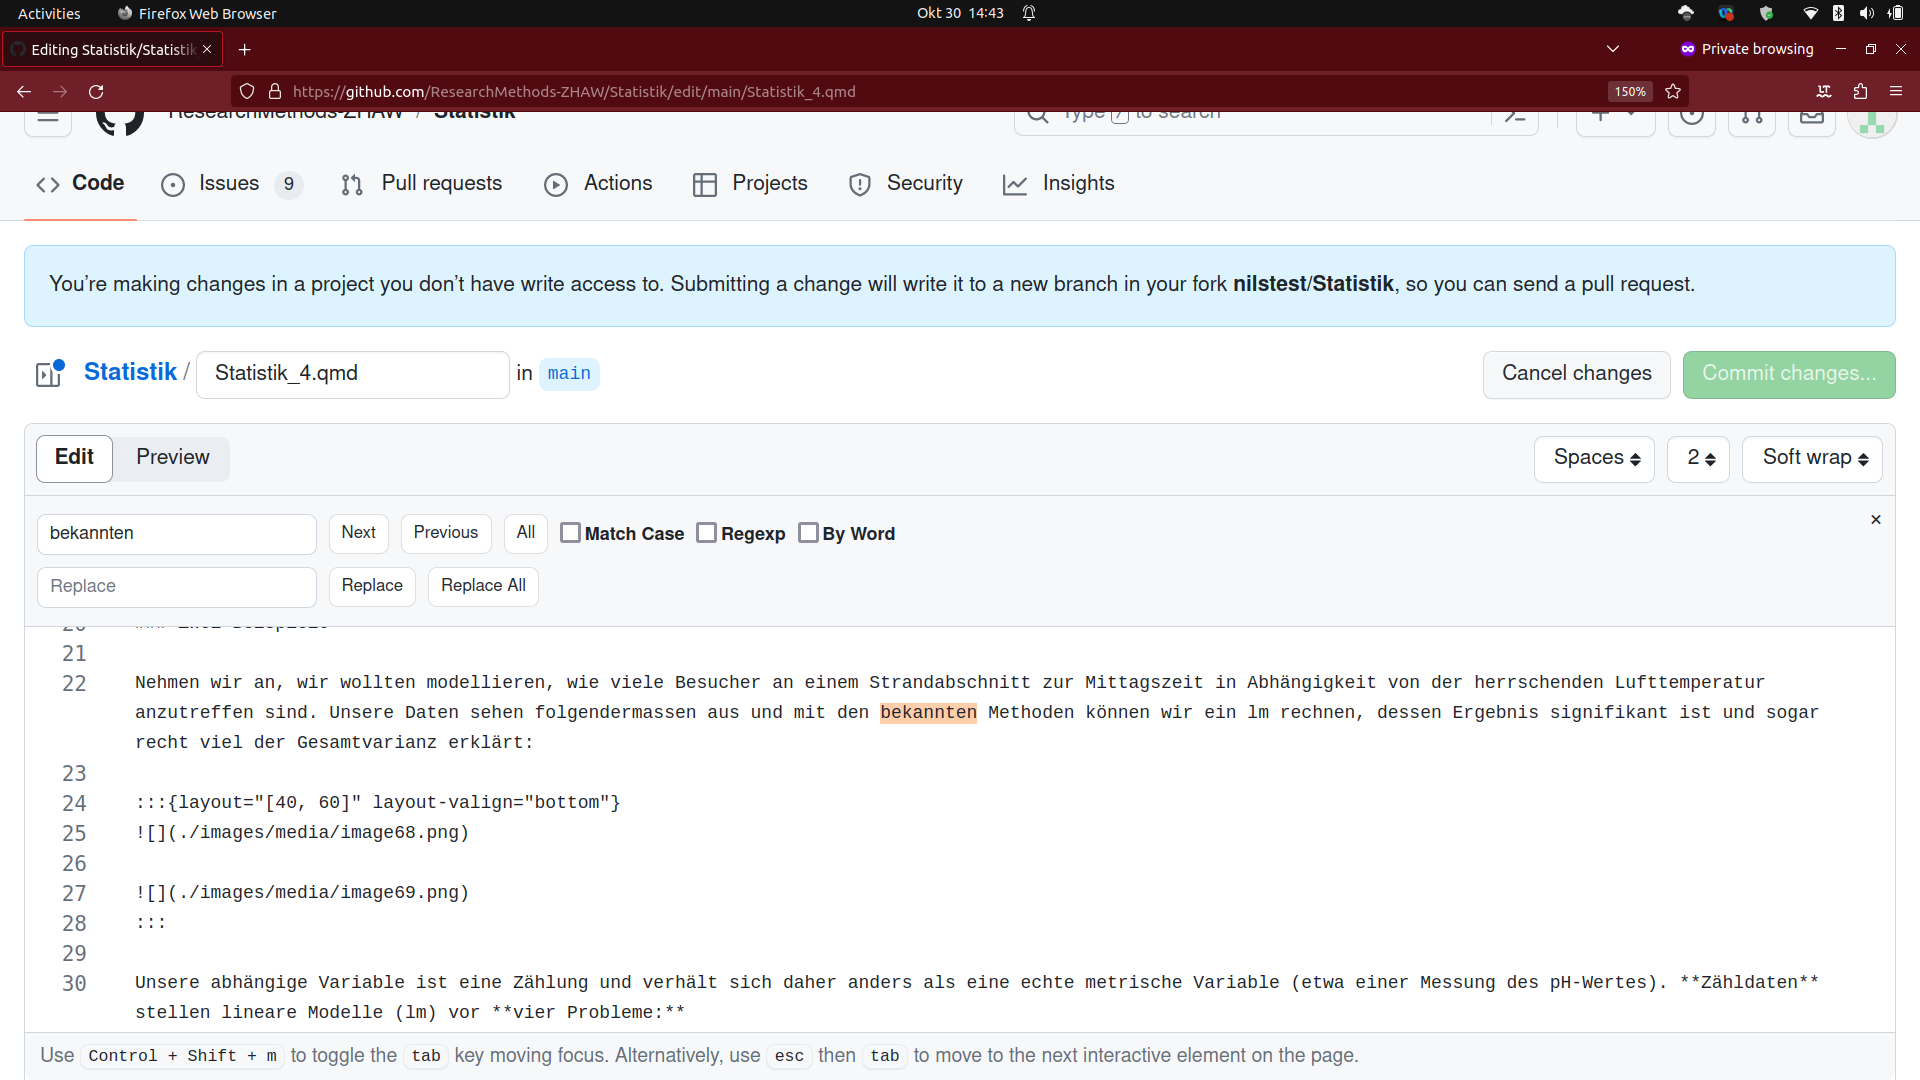 Activities Firefox Web Browser Okt 30 14:43
Editing Statistik/Statistik Private browsing
https://github.com/ResearchMethods-ZHAW/Statistik/edit/main/Statistik_4.qmd 150%
ResearchMethods-ZHAW / Statistik Type / to search
Code Issues 9 Pull requests Actions Projects Security Insights
You’re making changes in a project you don’t have write access to. Submitting a change will write it to a new branch in your fork nilstest/Statistik, so you can send a pull request.
Statistik / Statistik_4.qmd in main Cancel changes Commit changes...
Edit Preview Spaces 2 Soft wrap
bekannten Next Previous All Match Case Regexp By Word ×
Replace Replace Replace All
20 ### Zwei Beispiele
21
22 Nehmen wir an, wir wollten modellieren, wie viele Besucher an einem Strandabschnitt zur Mittagszeit in Abhängigkeit von der herrschenden Lufttemperatur
anzutreffen sind. Unsere Daten sehen folgendermassen aus und mit den bekannten Methoden können wir ein lm rechnen, dessen Ergebnis signifikant ist und sogar
recht viel der Gesamtvarianz erklärt:
23
24 :::{layout="[40, 60]" layout-valign="bottom"}
25 ![](./images/media/image68.png)
26
27 ![](./images/media/image69.png)
28 :::
29
30 Unsere abhängige Variable ist eine Zählung und verhält sich daher anders als eine echte metrische Variable (etwa einer Messung des pH-Wertes). **Zähldaten**
stellen lineare Modelle (lm) vor **vier Probleme:**
Use Control + Shift + m to toggle the tab key moving focus. Alternatively, use esc then tab to move to the next interactive element on the page.